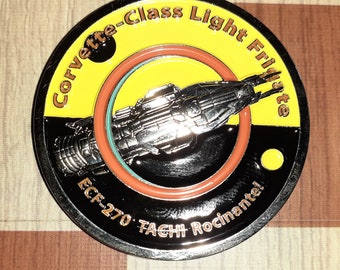 Corvette-Class Light Frigate
ECF-270 TACHI Rocinante!